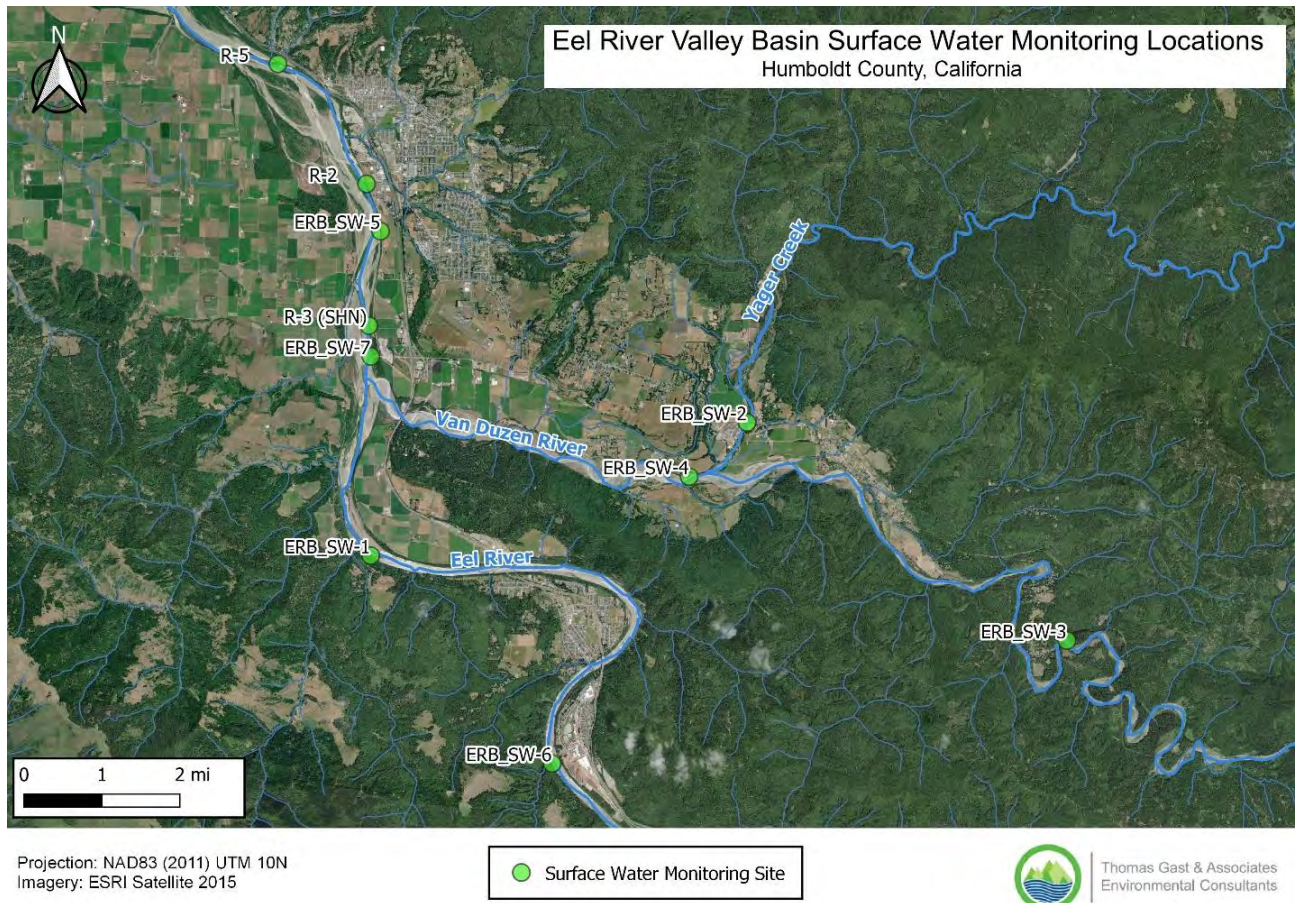 Eel River Valley Basin Surface Water Monitoring Locations
Humboldt County, California
N
R-5
R-2
ERB_SW-5
R-3 (SHN)
ERB_SW-7
Yager Creek
ERB_SW-2
Van Duzen River
ERB_SW-4
ERB_SW-1
Eel River
ERB_SW-3
ERB_SW-6
0 1 2 mi
Projection: NAD83 (2011) UTM 10N
Imagery: ESRI Satellite 2015
Surface Water Monitoring Site
Thomas Gast & Associates
Environmental Consultants